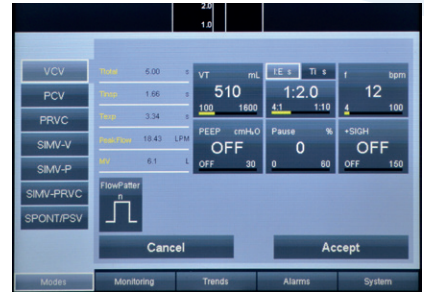 2.0
1.0
VCV
PCV
PRVC
SIMV-V
SIMV-P
SIMV-PRVC
SPONT/PSV
Ttotal 5.00 s
Tinsp 1.66 s
Texp 3.34 s
Peak Flow 18.43 LPM
MV 6.1 L
VT mL
510
100 1600
I:E s Ti s
1:2.0
4:1 1:10
f bpm
12
4 100
PEEP cmH₂O
OFF
OFF 30
Pause %
0
0 60
+SIGH
OFF
OFF 150
FlowPatter
n
Cancel
Accept
Modes
Monitoring
Trends
Alarms
System